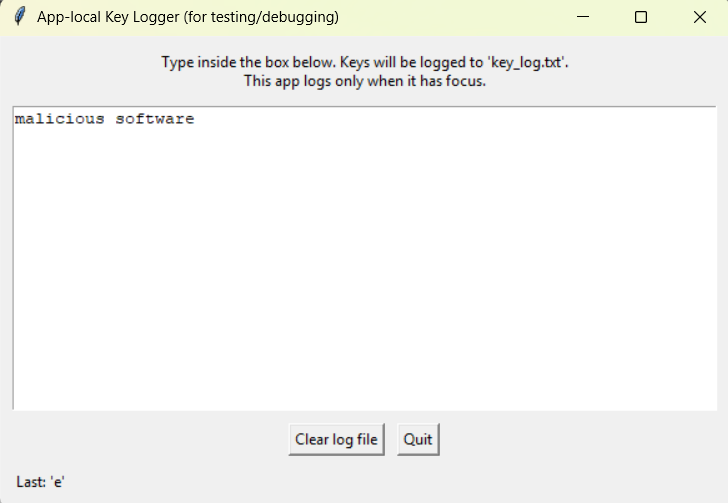 App-local Key Logger (for testing/debugging)
Type inside the box below. Keys will be logged to 'key_log.txt'.
This app logs only when it has focus.
malicious software
Clear log file
Quit
Last: 'e'